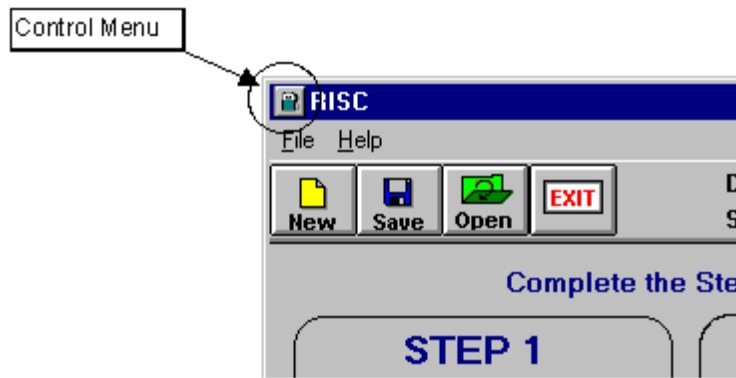 Control Menu
RISC
File Help
New Save Open EXIT
Complete the Ste
STEP 1